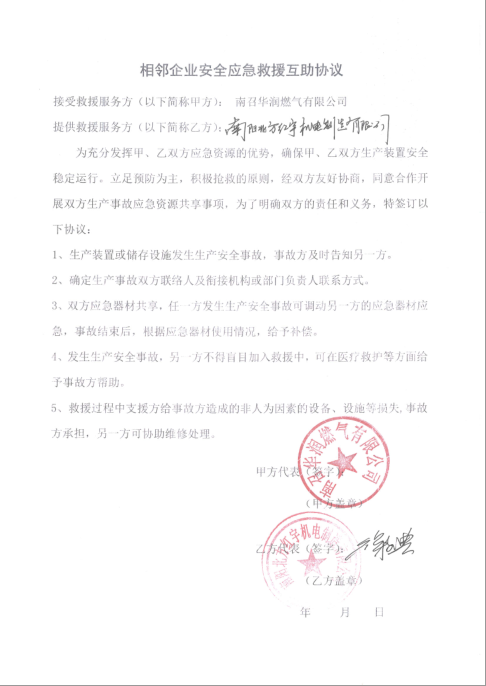 相邻企业安全应急救援互助协议
接受救援服务方（以下简称甲方）： 南召华润燃气有限公司
提供救援服务方（以下简称乙方）：南阳北方红宇机电制造有限公司
为充分发挥甲、乙双方应急资源的优势，确保甲、乙双方生产装置安全
稳定运行。立足预防为主，积极抢救的原则，经双方友好协商，同意合作开
展双方生产事故应急资源共享事项，为了明确双方的责任和义务，特签订以
下协议：
1、生产装置或储存设施发生生产安全事故，事故方及时告知另一方。
2、确定生产事故双方联络人及衔接机构或部门负责人联系方式。
3、双方应急器材共享，任一方发生生产安全事故可调动另一方的应急器材应
急，事故结束后，根据应急器材使用情况，给予补偿。
4、发生生产安全事故，另一方不得盲目加入救援中，可在医疗救护等方面给
予事故方帮助。
5、救援过程中支援方给事故方造成的非人为因素的设备、设施等损失,事故
方承担，另一方可协助维修处理。
南召华润燃气有限公司
甲方代表（签字）
（甲方盖章）
乙方代表（签字）：
（乙方盖章）
年 月 日